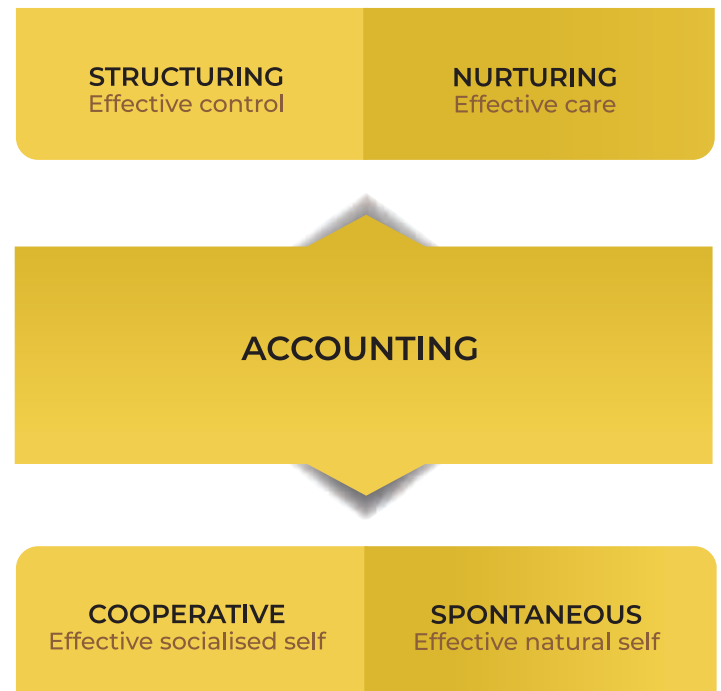 STRUCTURING
Effective control
NURTURING
Effective care
ACCOUNTING
COOPERATIVE
Effective socialised self
SPONTANEOUS
Effective natural self